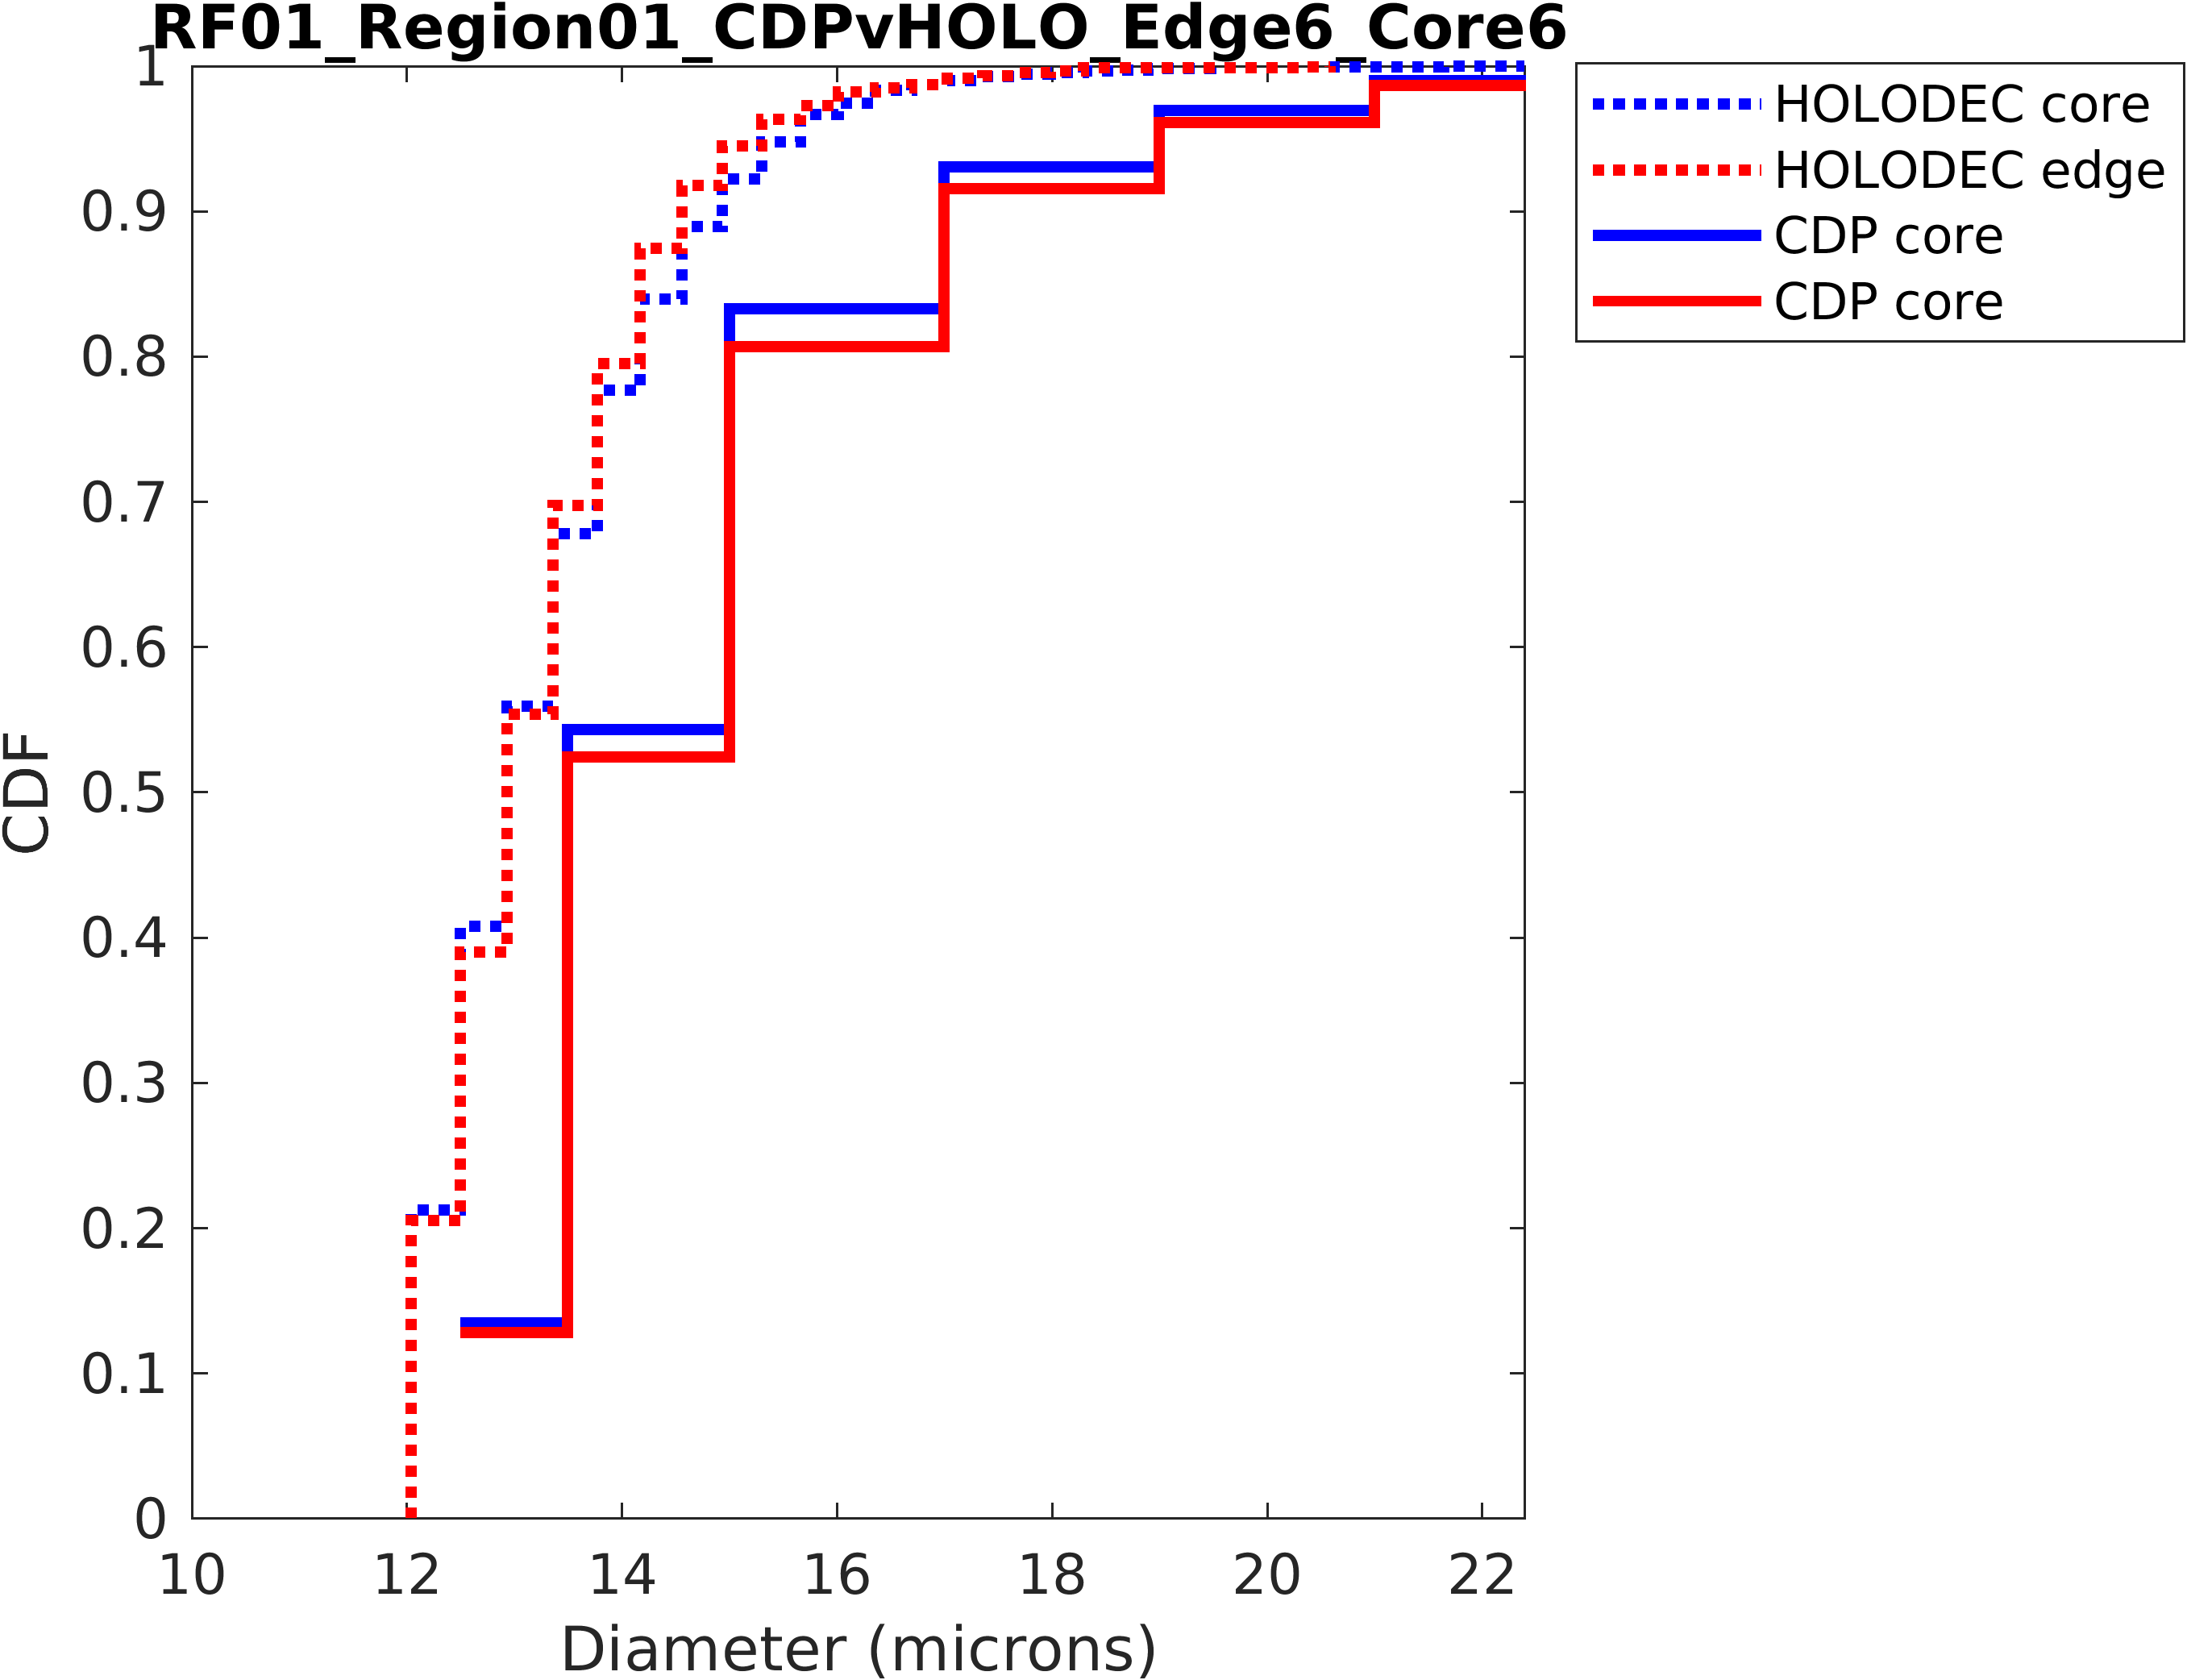 RF01_Region01_CDPvHOLO_Edge6_Core6
1
0.9
0.8
0.7
0.6
0.5
0.4
0.3
0.2
0.1
0
CDF
10 12 14 16 18 20 22
Diameter (microns)
HOLODEC core
HOLODEC edge
CDP core
CDP core